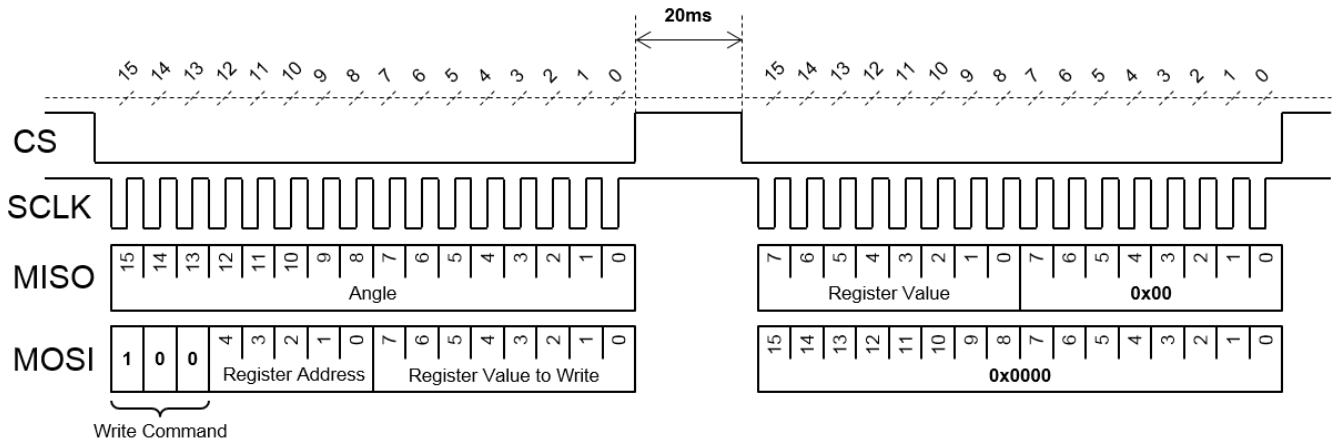 20ms
15 14 13 12 11 10 9 8 7 6 5 4 3 2 1 0 15 14 13 12 11 10 9 8 7 6 5 4 3 2 1 0
CS
SCLK
MISO 15 14 13 12 11 10 9 8 7 6 5 4 3 2 1 0 7 6 5 4 3 2 1 0 7 6 5 4 3 2 1 0
Angle Register Value 0x00
MOSI 1 0 0 4 3 2 1 0 7 6 5 4 3 2 1 0 15 14 13 12 11 10 9 8 7 6 5 4 3 2 1 0
Register Address Register Value to Write 0x0000
Write Command